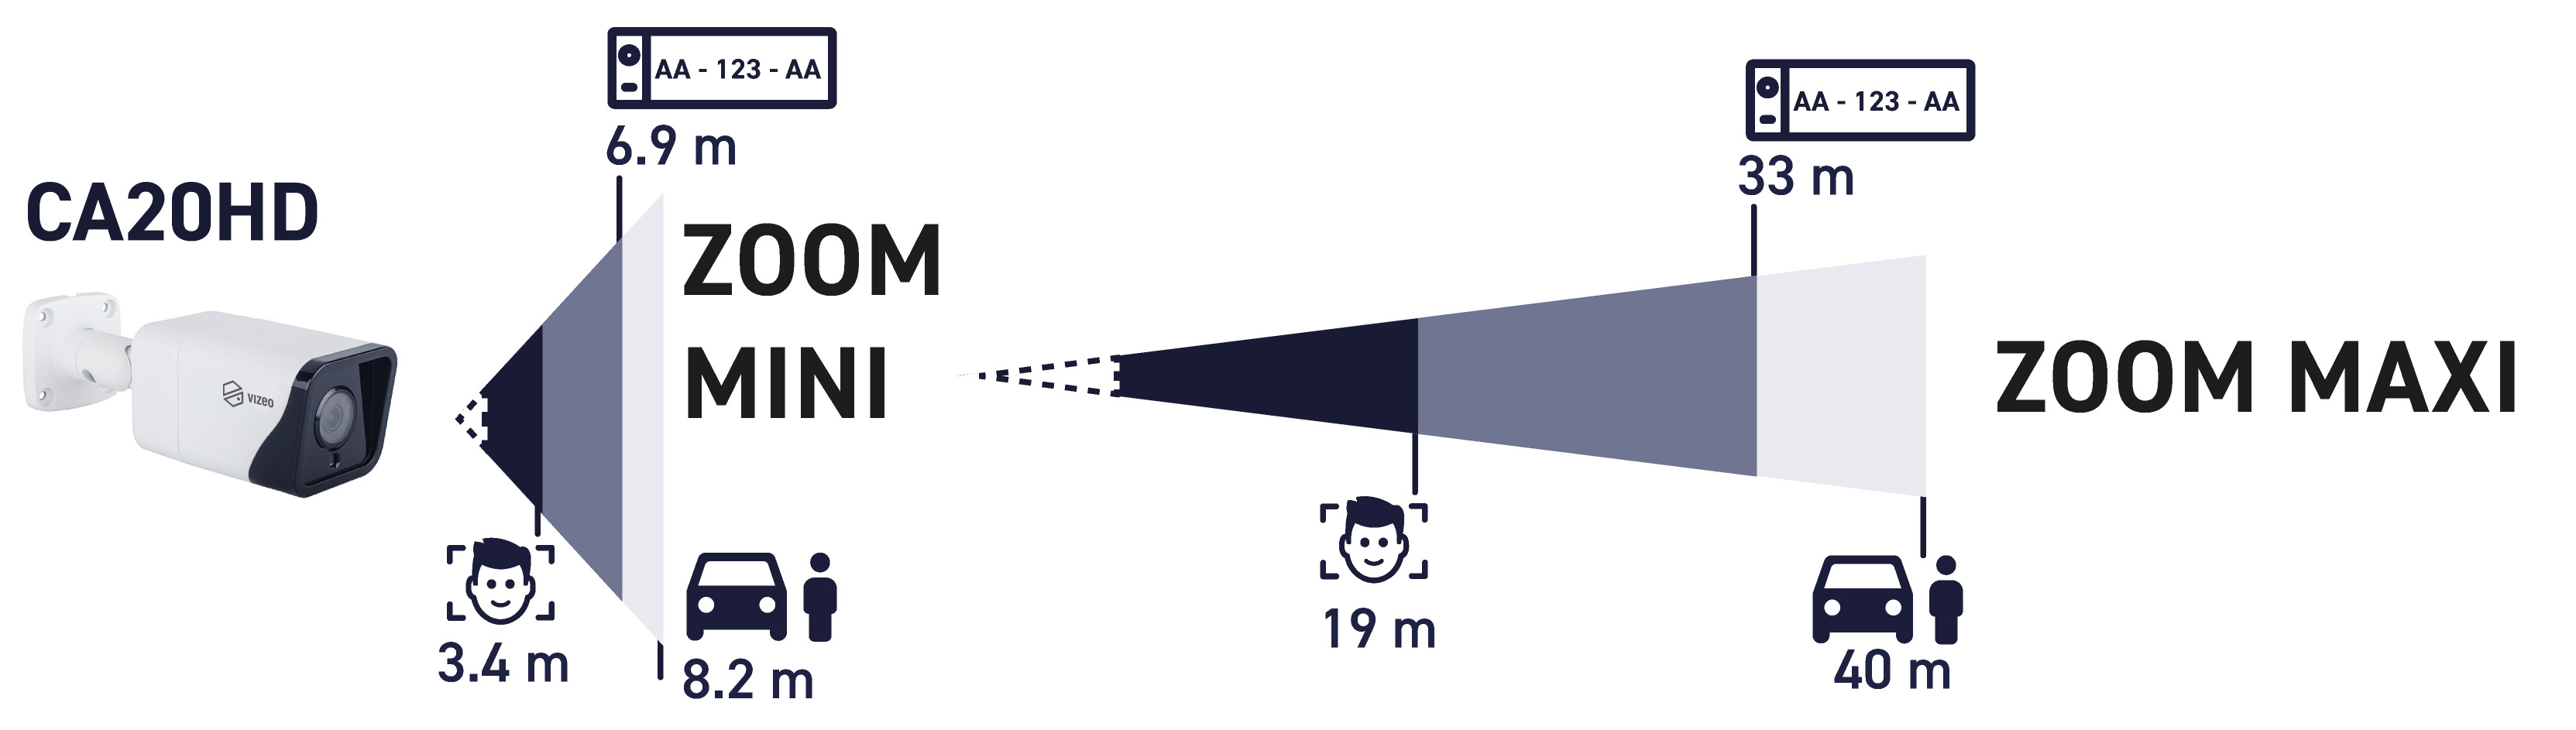 CA20HD
vizeo
AA - 123 - AA
6.9 m
ZOOM
MINI
3.4 m
8.2 m
AA - 123 - AA
33 m
19 m
40 m
ZOOM MAXI